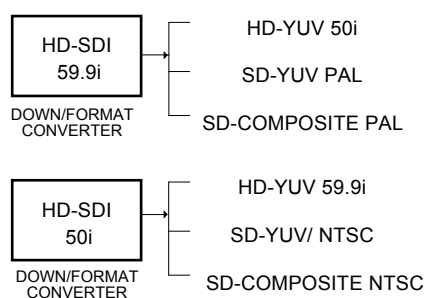 HD-SDI
59.9i
DOWN/FORMAT
CONVERTER
HD-YUV 50i
SD-YUV PAL
SD-COMPOSITE PAL
HD-SDI
50i
DOWN/FORMAT
CONVERTER
HD-YUV 59.9i
SD-YUV/ NTSC
SD-COMPOSITE NTSC